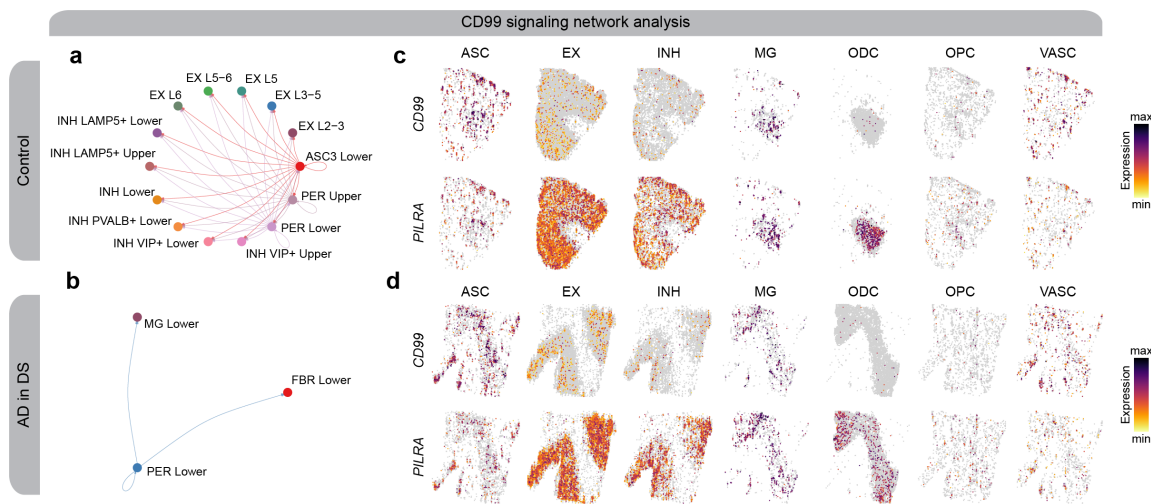 CD99 signaling network analysis
Control
a
EX L5−6
EX L5
EX L6
EX L3−5
INH LAMP5+ Lower
EX L2−3
INH LAMP5+ Upper
ASC3 Lower
INH Lower
PER Upper
INH PVALB+ Lower
PER Lower
INH VIP+ Lower
INH VIP+ Upper
c
ASC EX INH MG ODC OPC VASC
CD99
PILRA
max
Expression
min
AD in DS
b
MG Lower
FBR Lower
PER Lower
d
ASC EX INH MG ODC OPC VASC
CD99
PILRA
max
Expression
min